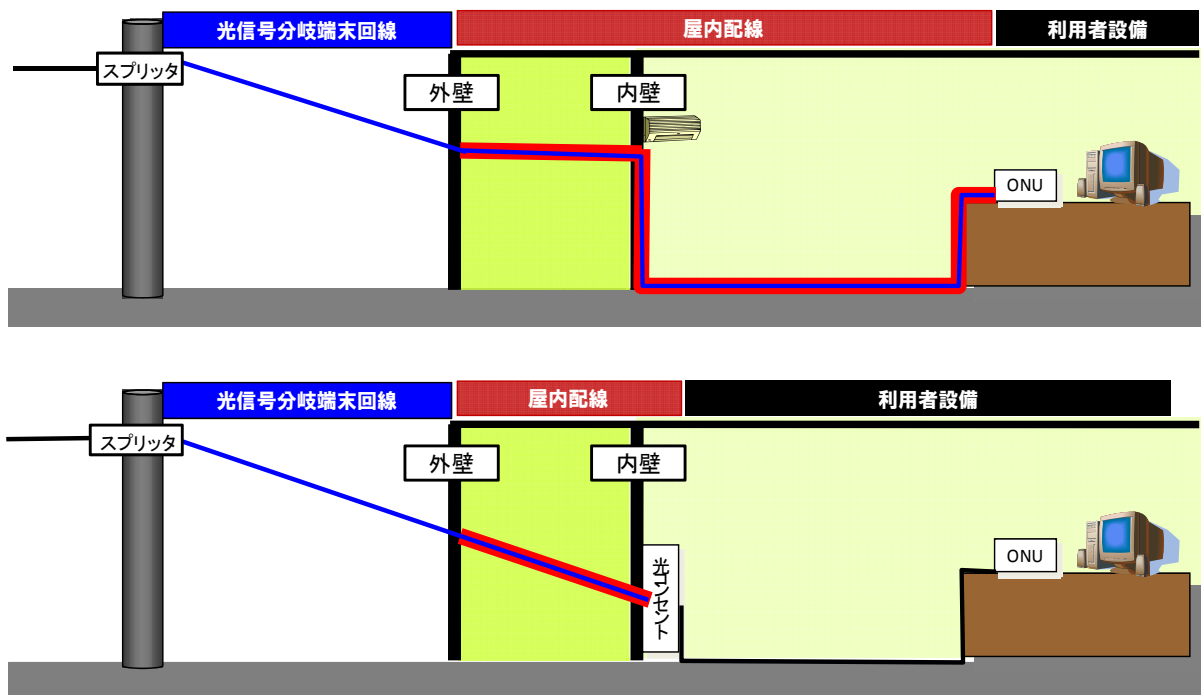 光信号分岐端末回線
屋内配線
利用者設備
スプリッタ
外壁
内壁
ONU
光信号分岐端末回線
屋内配線
利用者設備
スプリッタ
外壁
内壁
光コンセント
ONU